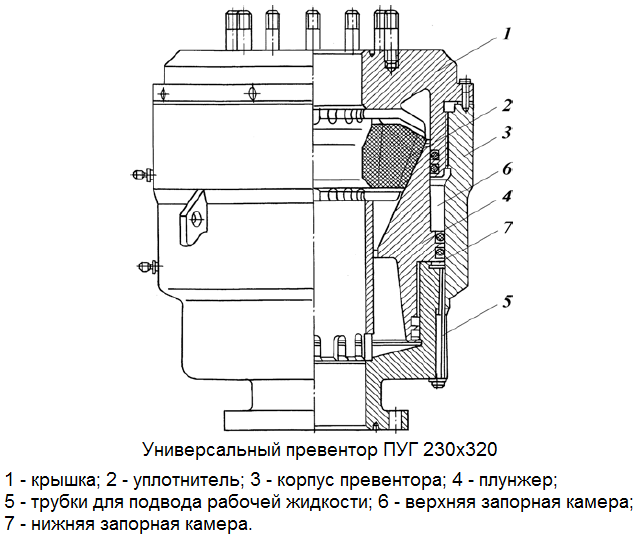 1
2
3
6
4
7
5
Универсальный превентор ПУГ 230х320
1 - крышка; 2 - уплотнитель; 3 - корпус превентора; 4 - плунжер;
5 - трубки для подвода рабочей жидкости; 6 - верхняя запорная камера;
7 - нижняя запорная камера.